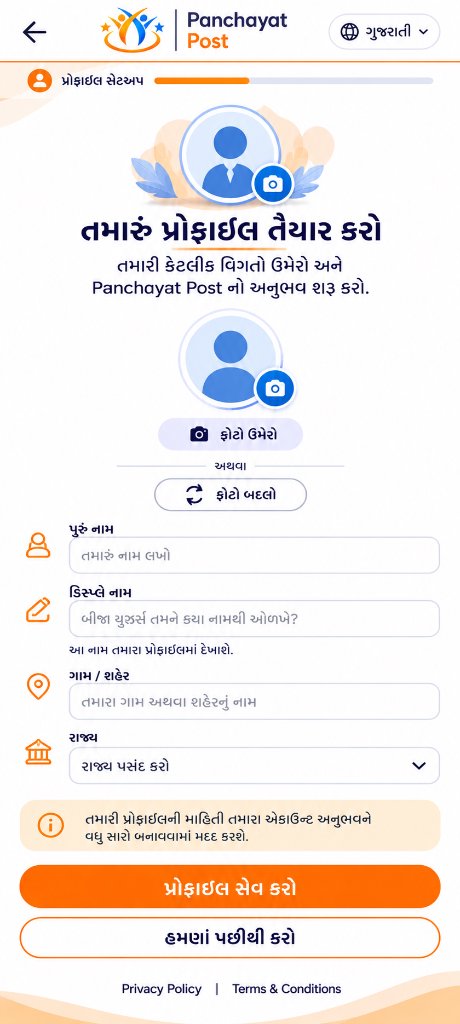 Panchayat
Post
ગુજરાતી
પ્રોફાઈલ સેટઅપ
તમારું પ્રોફાઈલ તૈયાર કરો
તમારી કેટલીક વિગતો ઉમેરો અને
Panchayat Post નો અનુભવ શરૂ કરો.
ફોટો ઉમેરો
અથવા
ફોટો બદલો
પુરું નામ
તમારું નામ લખો
ડિસ્પ્લે નામ
બીજા યુઝર્સ તમને કયા નામથી ઓળખે?
આ નામ તમારા પ્રોફાઈલમાં દેખાશે.
ગામ / શહેર
તમારા ગામ અથવા શહેરનું નામ
રાજ્ય
રાજ્ય પસંદ કરો
તમારી પ્રોફાઈલની માહિતી તમારા એકાઉન્ટ અનુભવને
વધુ સારો બનાવવામાં મદદ કરશે.
પ્રોફાઈલ સેવ કરો
હમણાં પછીથી કરો
Privacy Policy | Terms & Conditions